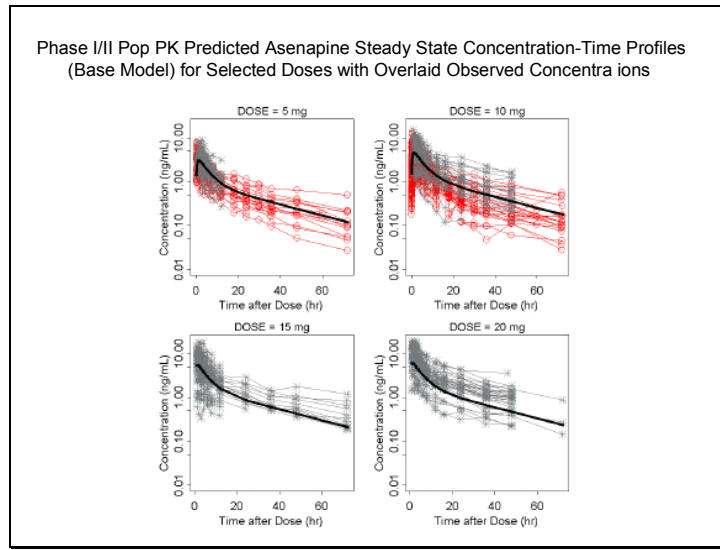 Phase I/II Pop PK Predicted Asenapine Steady State Concentration-Time Profiles
(Base Model) for Selected Doses with Overlaid Observed Concentra ions
DOSE = 5 mg
Concentration (ng/mL)
10.00
1.00
0.10
0.01
0 20 40 60
Time after Dose (hr)
DOSE = 10 mg
Concentration (ng/mL)
10.00
1.00
0.10
0.01
0 20 40 60
Time after Dose (hr)
DOSE = 15 mg
Concentration (ng/mL)
10.00
1.00
0.10
0.01
0 20 40 60
Time after Dose (hr)
DOSE = 20 mg
Concentration (ng/mL)
10.00
1.00
0.10
0.01
0 20 40 60
Time after Dose (hr)